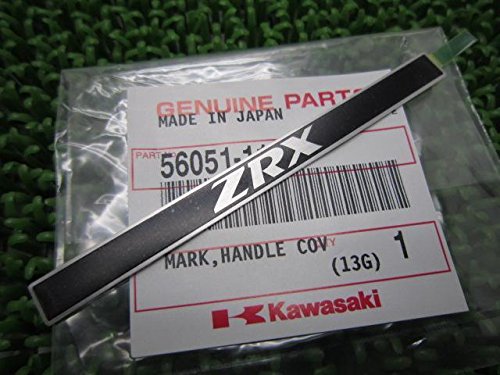 GENUINE PARTS
MADE IN JAPAN
56051-1
ZRX
MARK,HANDLE COV
(13G) 1
Kawasaki